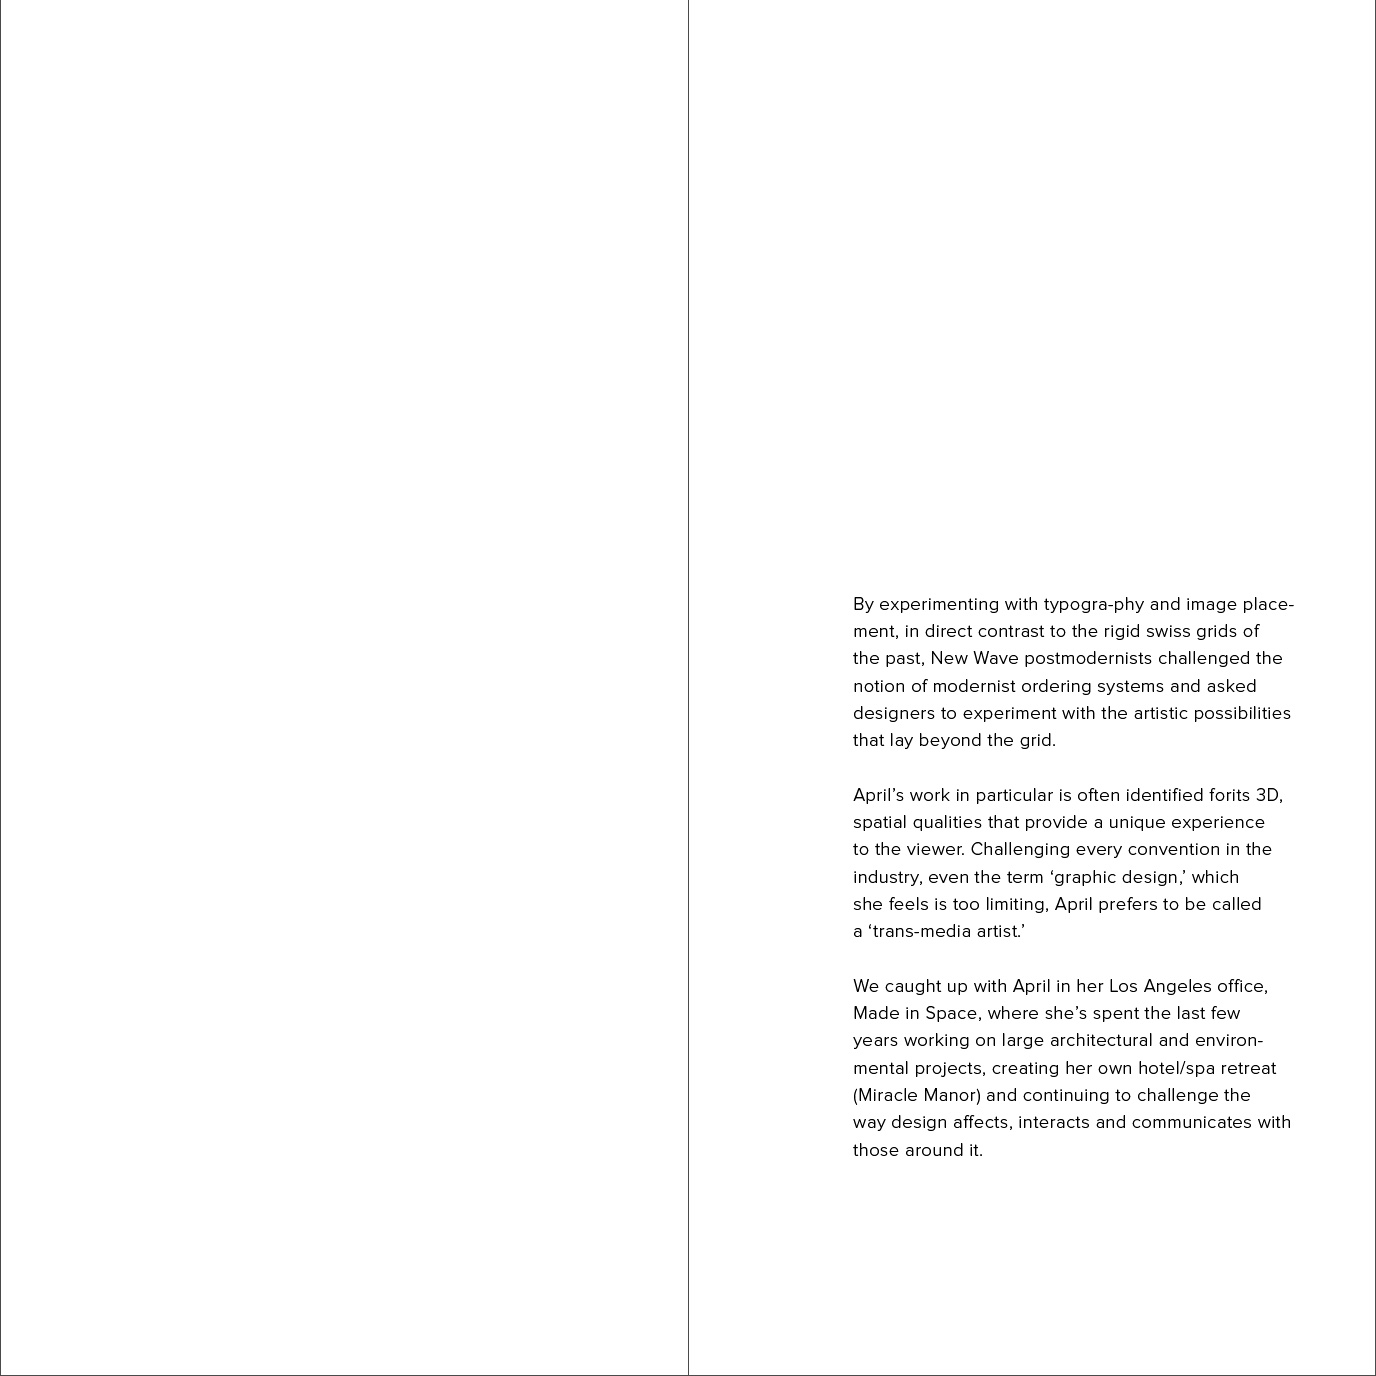 By experimenting with typogra-phy and image place-
ment, in direct contrast to the rigid swiss grids of
the past, New Wave postmodernists challenged the
notion of modernist ordering systems and asked
designers to experiment with the artistic possibilities
that lay beyond the grid.
April’s work in particular is often identified forits 3D,
spatial qualities that provide a unique experience
to the viewer. Challenging every convention in the
industry, even the term ‘graphic design,’ which
she feels is too limiting, April prefers to be called
a ‘trans-media artist.’
We caught up with April in her Los Angeles office,
Made in Space, where she’s spent the last few
years working on large architectural and environ-
mental projects, creating her own hotel/spa retreat
(Miracle Manor) and continuing to challenge the
way design affects, interacts and communicates with
those around it.